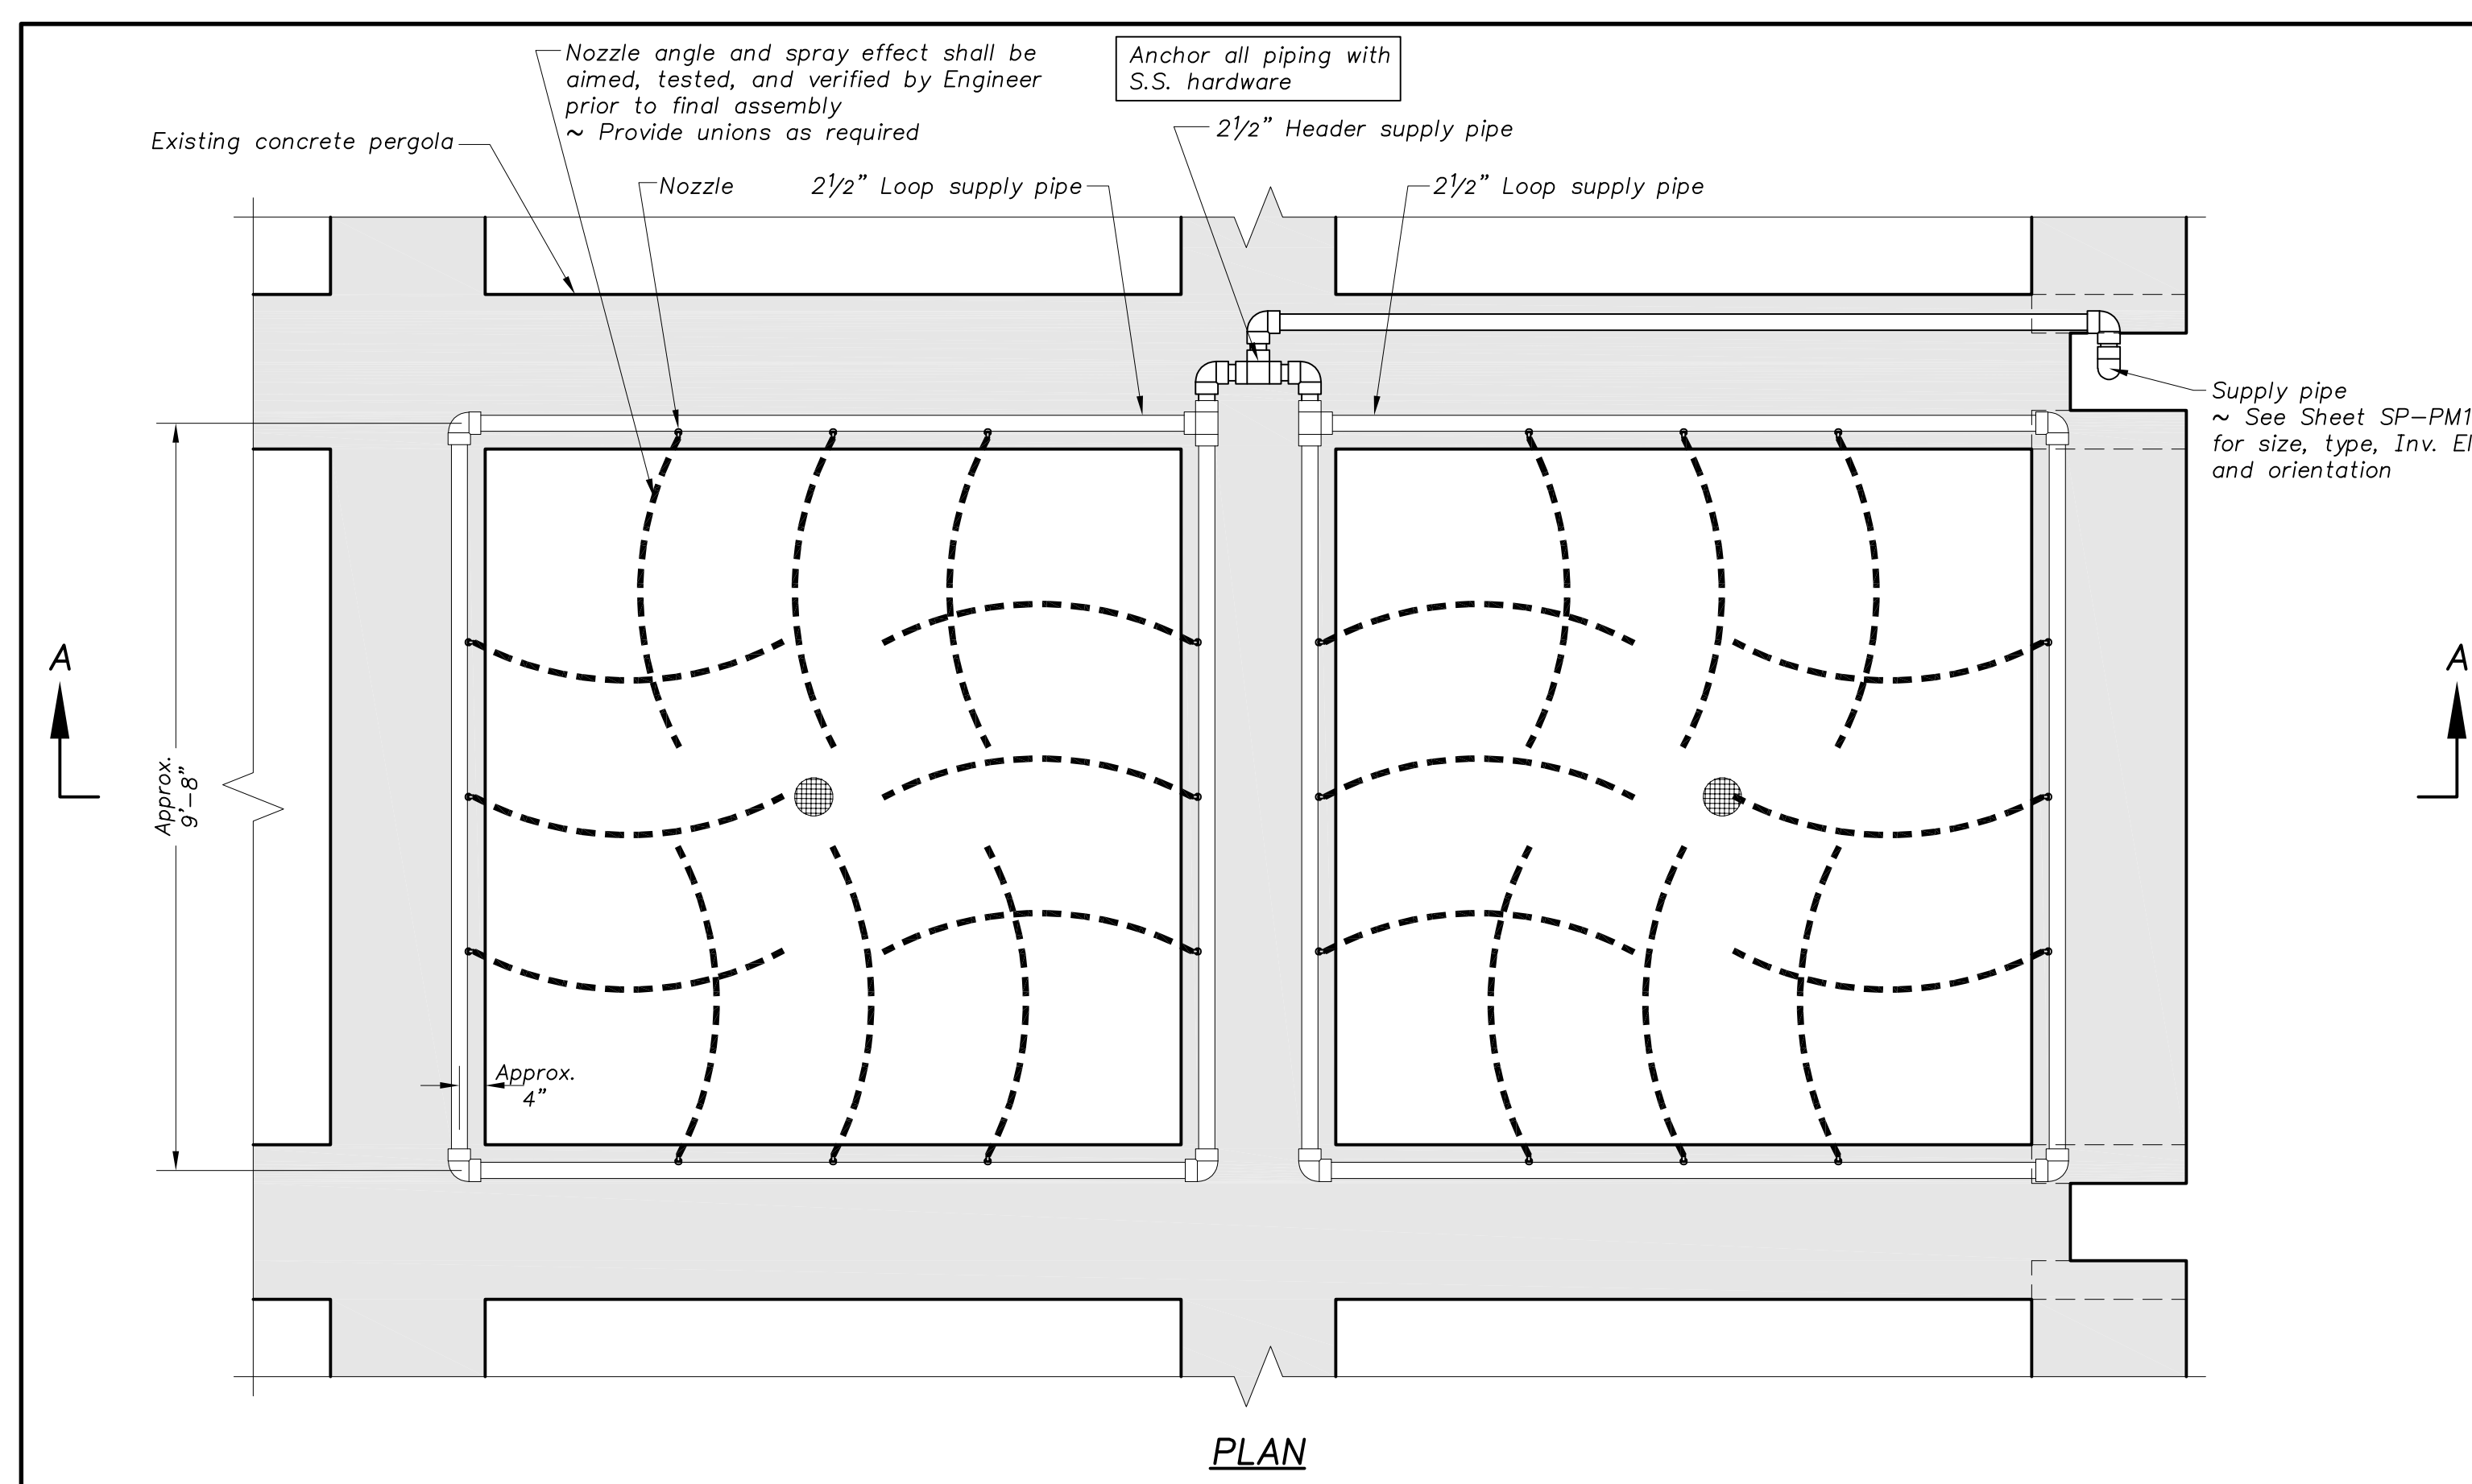 Nozzle angle and spray effect shall be
aimed, tested, and verified by Engineer
prior to final assembly
~ Provide unions as required
Anchor all piping with
S.S. hardware
2½" Header supply pipe
Existing concrete pergola
Nozzle
2½" Loop supply pipe
2½" Loop supply pipe
Supply pipe
~ See Sheet SP-PM1
for size, type, Inv.
and orientation
A
A
Approx.
9'-8"
Approx.
4"
PLAN